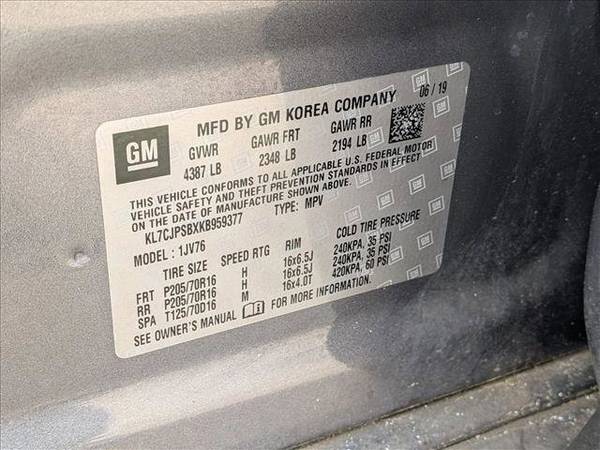 GM
MFD BY GM KOREA COMPANY 06/19
GVWR GAWR FRT GAWR RR
4387 LB 2348 LB 2194 LB
THIS VEHICLE CONFORMS TO ALL APPLICABLE U.S. FEDERAL MOTOR
VEHICLE SAFETY AND THEFT PREVENTION STANDARDS IN EFFECT
ON THE DATE OF MANUFACTURE SHOWN ABOVE.
KL7CJPSBXKB959377 TYPE: MPV
MODEL : 1JV76
TIRE SIZE SPEED RTG RIM COLD TIRE PRESSURE
FRT P205/70R16 H 16x6.5J 240KPA, 35 PSI
RR P205/70R16 H 16x6.5J 240KPA, 35 PSI
SPA T125/70D16 M 16x4.0T 420KPA, 60 PSI
SEE OWNER'S MANUAL FOR MORE INFORMATION.